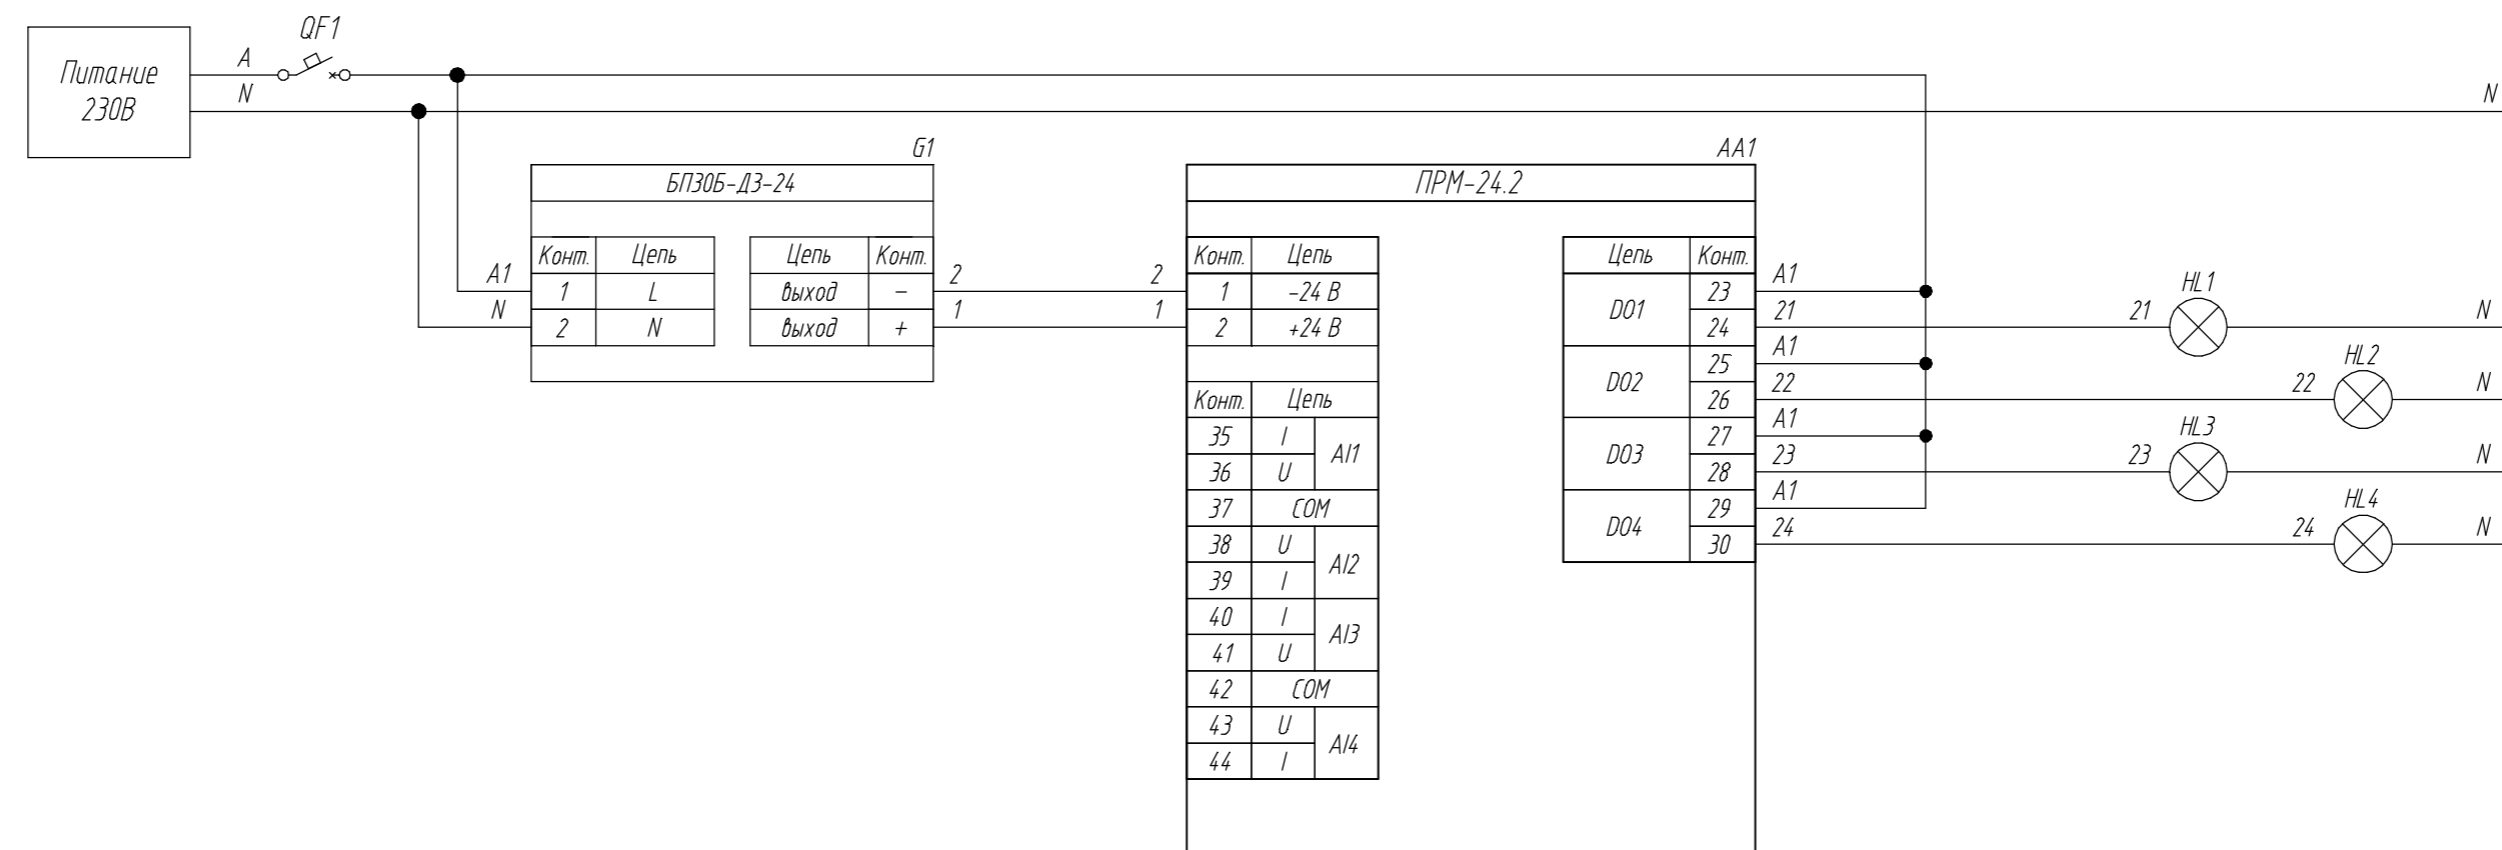 QF1
Питание
230В
A
N
N
G1
AA1
БП30Б-Д3-24
ПРМ-24.2
Конт. Цепь
Цепь Конт.
A1 1 L
выход - 2
N 2 N
выход + 1
Конт. Цепь
2 1 -24 В
1 2 +24 В
Конт. Цепь
35 I AI1
36 U
37 COM
38 U AI2
39 I
40 I AI3
41 U
42 COM
43 U AI4
44 I
Цепь Конт.
DO1 23 A1
24 21
DO2 25 A1
26 22
DO3 27 A1
28 23
DO4 29 A1
30 24
HL1
21 N
HL2
22 N
HL3
23 N
HL4
24 N